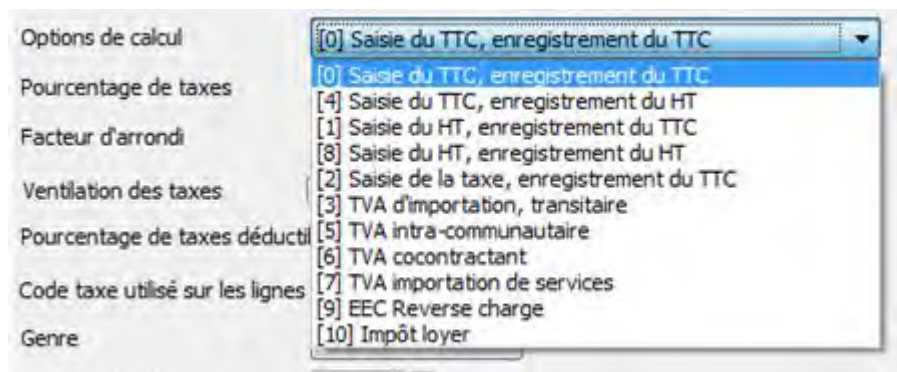 Options de calcul
[0] Saisie du TTC, enregistrement du TTC
[0] Saisie du TTC, enregistrement du TTC
Pourcentage de taxes
[4] Saisie du TTC, enregistrement du HT
[1] Saisie du HT, enregistrement du TTC
Facteur d'arrondi
[8] Saisie du HT, enregistrement du HT
[2] Saisie de la taxe, enregistrement du TTC
Ventilation des taxes
[3] TVA d'importation, transitaire
[5] TVA intra-communautaire
Pourcentage de taxes déductil
[6] TVA cocontractant
[7] TVA importation de services
Code taxe utilisé sur les lignes
[9] EEC Reverse charge
[10] Impôt loyer
Genre